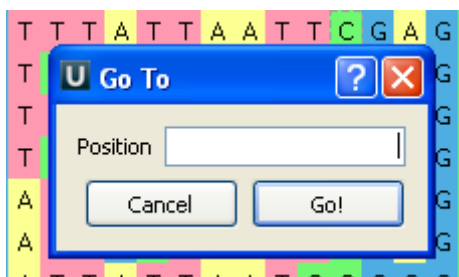 T T T A T T A A T T C G A G
T G
U Go To ?
T G
T Position G
A Cancel Go! G
A G